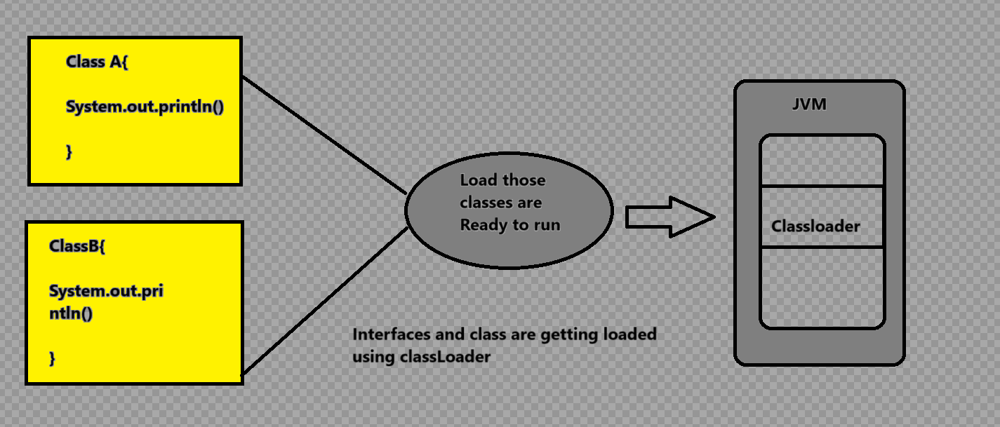 Class A{
System.out.println()
}
ClassB{
System.out.pri
ntln()
}
Load those
classes are
Ready to run
Interfaces and class are getting loaded
using classLoader
JVM
Classloader